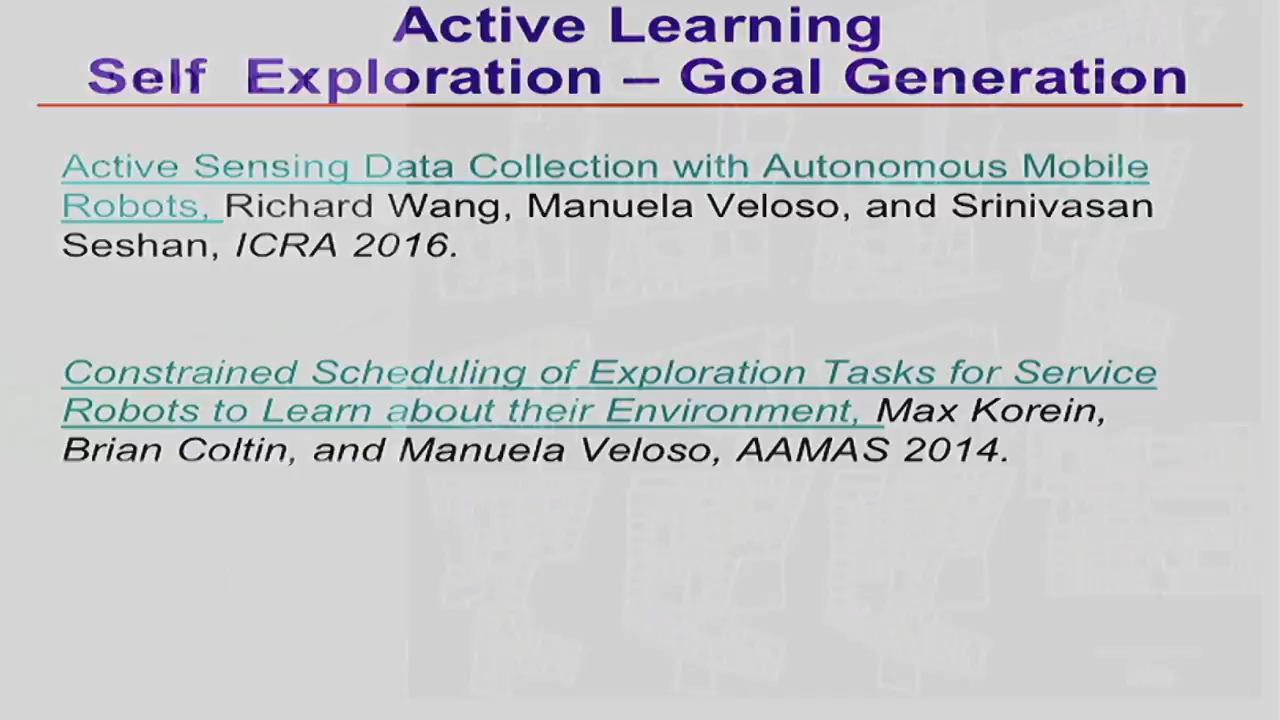 Active Learning
Self Exploration – Goal Generation
Active Sensing Data Collection with Autonomous Mobile
Robots, Richard Wang, Manuela Veloso, and Srinivasan
Seshan, ICRA 2016.
Constrained Scheduling of Exploration Tasks for Service
Robots to Learn about their Environment, Max Korein,
Brian Coltin, and Manuela Veloso, AAMAS 2014.